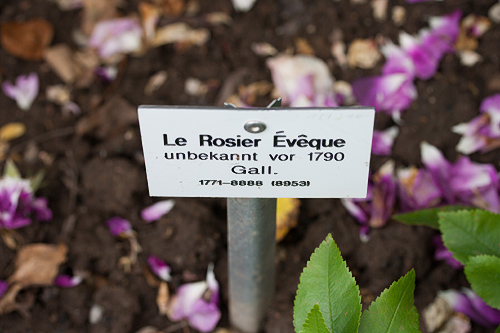 Le Rosier Évêque
unbekannt vor 1790
Gall.
1771-8888 (8953)